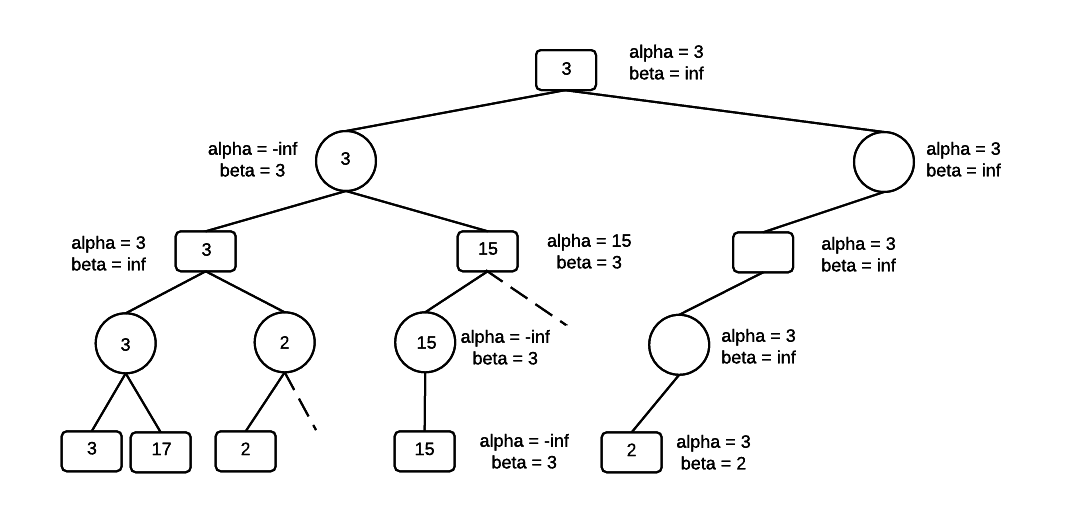 3
alpha = 3
beta = inf
alpha = -inf
beta = 3
3
alpha = 3
beta = inf
alpha = 3
beta = inf
3
15
alpha = 15
beta = 3
alpha = 3
beta = inf
3
2
15
alpha = -inf
beta = 3
alpha = 3
beta = inf
3
17
2
15
alpha = -inf
beta = 3
2
alpha = 3
beta = 2